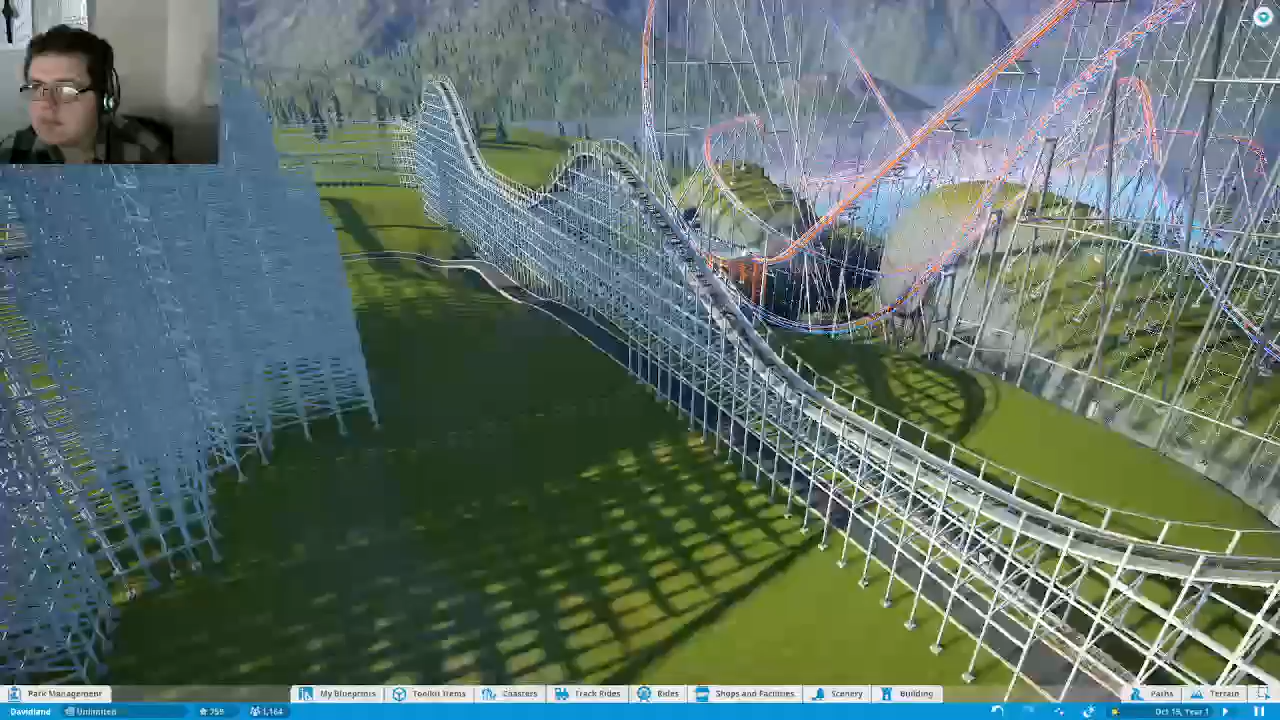 Park Management My Blueprints Toolkit Items Coasters Track Rides Rides Shops and Facilities Scenery Building Paths Terrain
Davidland Unlimited 759 1,164 Oct 15, Year 1